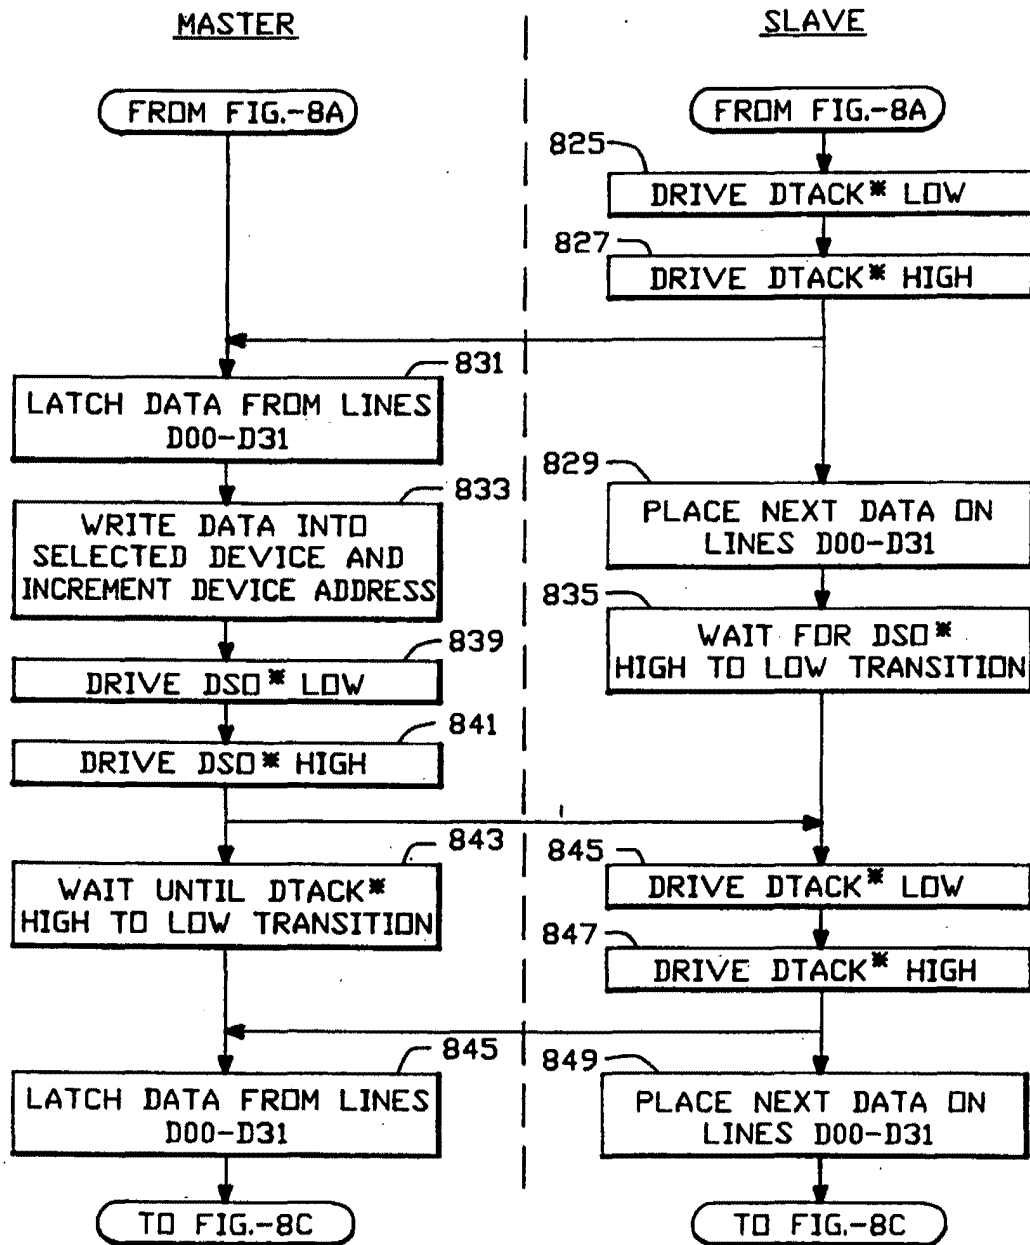 MASTER
SLAVE
FROM FIG.-8A
FROM FIG.-8A
825
DRIVE DTACK* LOW
827
DRIVE DTACK* HIGH
831
LATCH DATA FROM LINES
D00-D31
829
PLACE NEXT DATA ON
LINES D00-D31
833
WRITE DATA INTO
SELECTED DEVICE AND
INCREMENT DEVICE ADDRESS
835
WAIT FOR DSO*
HIGH TO LOW TRANSITION
839
DRIVE DSO* LOW
841
DRIVE DSO* HIGH
843
WAIT UNTIL DTACK*
HIGH TO LOW TRANSITION
845
DRIVE DTACK* LOW
847
DRIVE DTACK* HIGH
845
LATCH DATA FROM LINES
D00-D31
849
PLACE NEXT DATA ON
LINES D00-D31
TO FIG.-8C
TO FIG.-8C